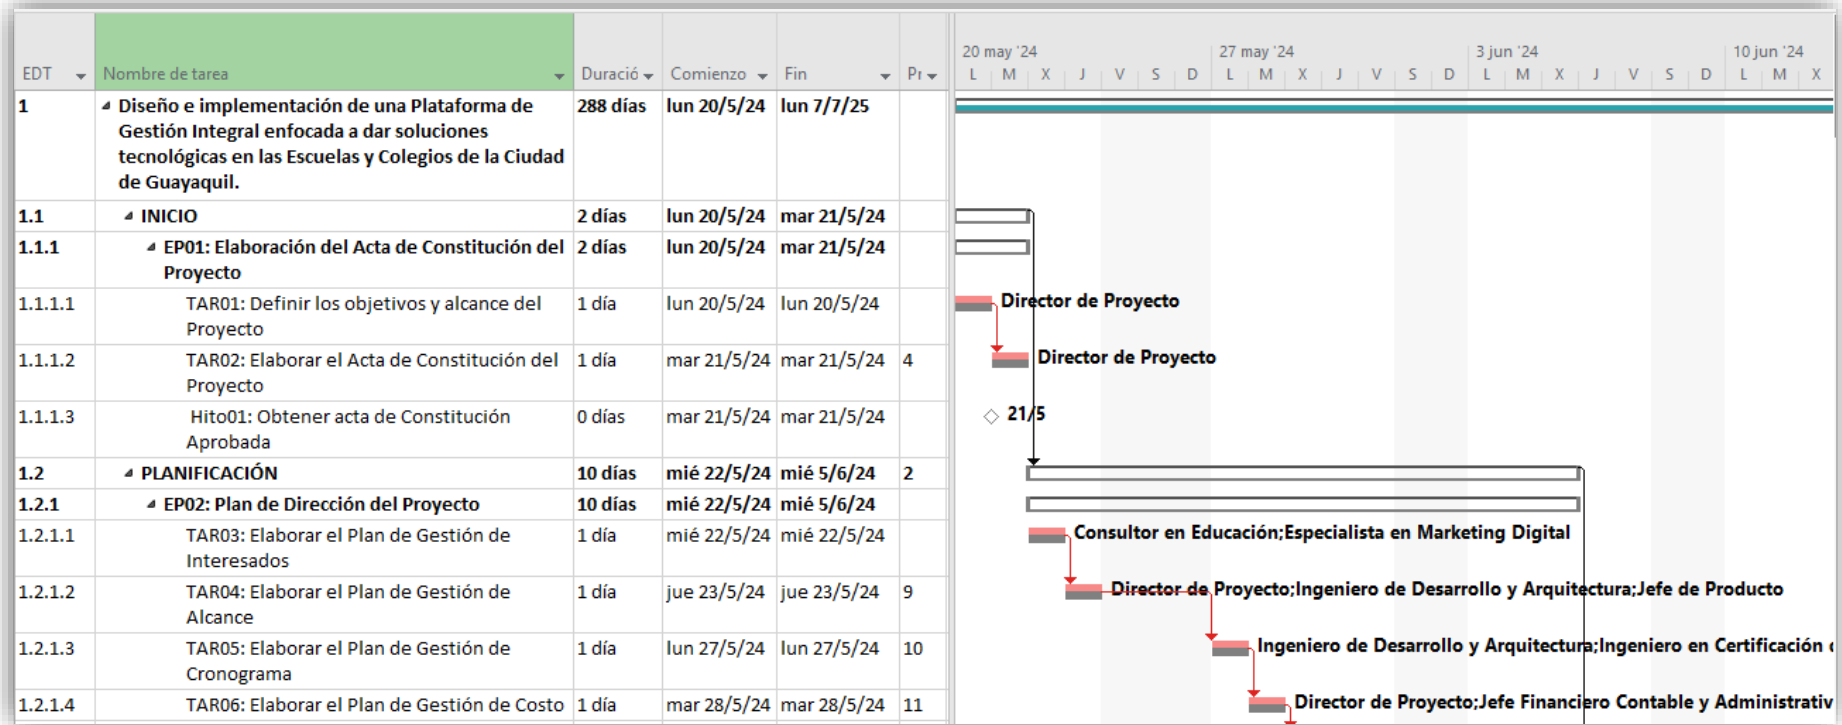 20 may '24 27 may '24 3 jun '24 10 jun '24
EDT Nombre de tarea Duració Comienzo Fin Pr L M X J V S D L M X J V S D L M X J V S D L M X
1 Diseño e implementación de una Plataforma de 288 días lun 20/5/24 lun 7/7/25
Gestión Integral enfocada a dar soluciones
tecnológicas en las Escuelas y Colegios de la Ciudad
de Guayaquil.
1.1 INICIO 2 días lun 20/5/24 mar 21/5/24
1.1.1 EP01: Elaboración del Acta de Constitución del 2 días lun 20/5/24 mar 21/5/24
Proyecto
1.1.1.1 TAR01: Definir los objetivos y alcance del 1 día lun 20/5/24 lun 20/5/24 Director de Proyecto
Proyecto
1.1.1.2 TAR02: Elaborar el Acta de Constitución del 1 día mar 21/5/24 mar 21/5/24 4 Director de Proyecto
Proyecto
1.1.1.3 Hito01: Obtener acta de Constitución 0 días mar 21/5/24 mar 21/5/24 21/5
Aprobada
1.2 PLANIFICACIÓN 10 días mié 22/5/24 mié 5/6/24 2
1.2.1 EP02: Plan de Dirección del Proyecto 10 días mié 22/5/24 mié 5/6/24
1.2.1.1 TAR03: Elaborar el Plan de Gestión de 1 día mié 22/5/24 mié 22/5/24 Consultor en Educación;Especialista en Marketing Digital
Interesados
1.2.1.2 TAR04: Elaborar el Plan de Gestión de 1 día jue 23/5/24 jue 23/5/24 9 Director de Proyecto;Ingeniero de Desarrollo y Arquitectura;Jefe de Producto
Alcance
1.2.1.3 TAR05: Elaborar el Plan de Gestión de 1 día lun 27/5/24 lun 27/5/24 10 Ingeniero de Desarrollo y Arquitectura;Ingeniero en Certificación
Cronograma
1.2.1.4 TAR06: Elaborar el Plan de Gestión de Costo 1 día mar 28/5/24 mar 28/5/24 11 Director de Proyecto;Jefe Financiero Contable y Administrativ